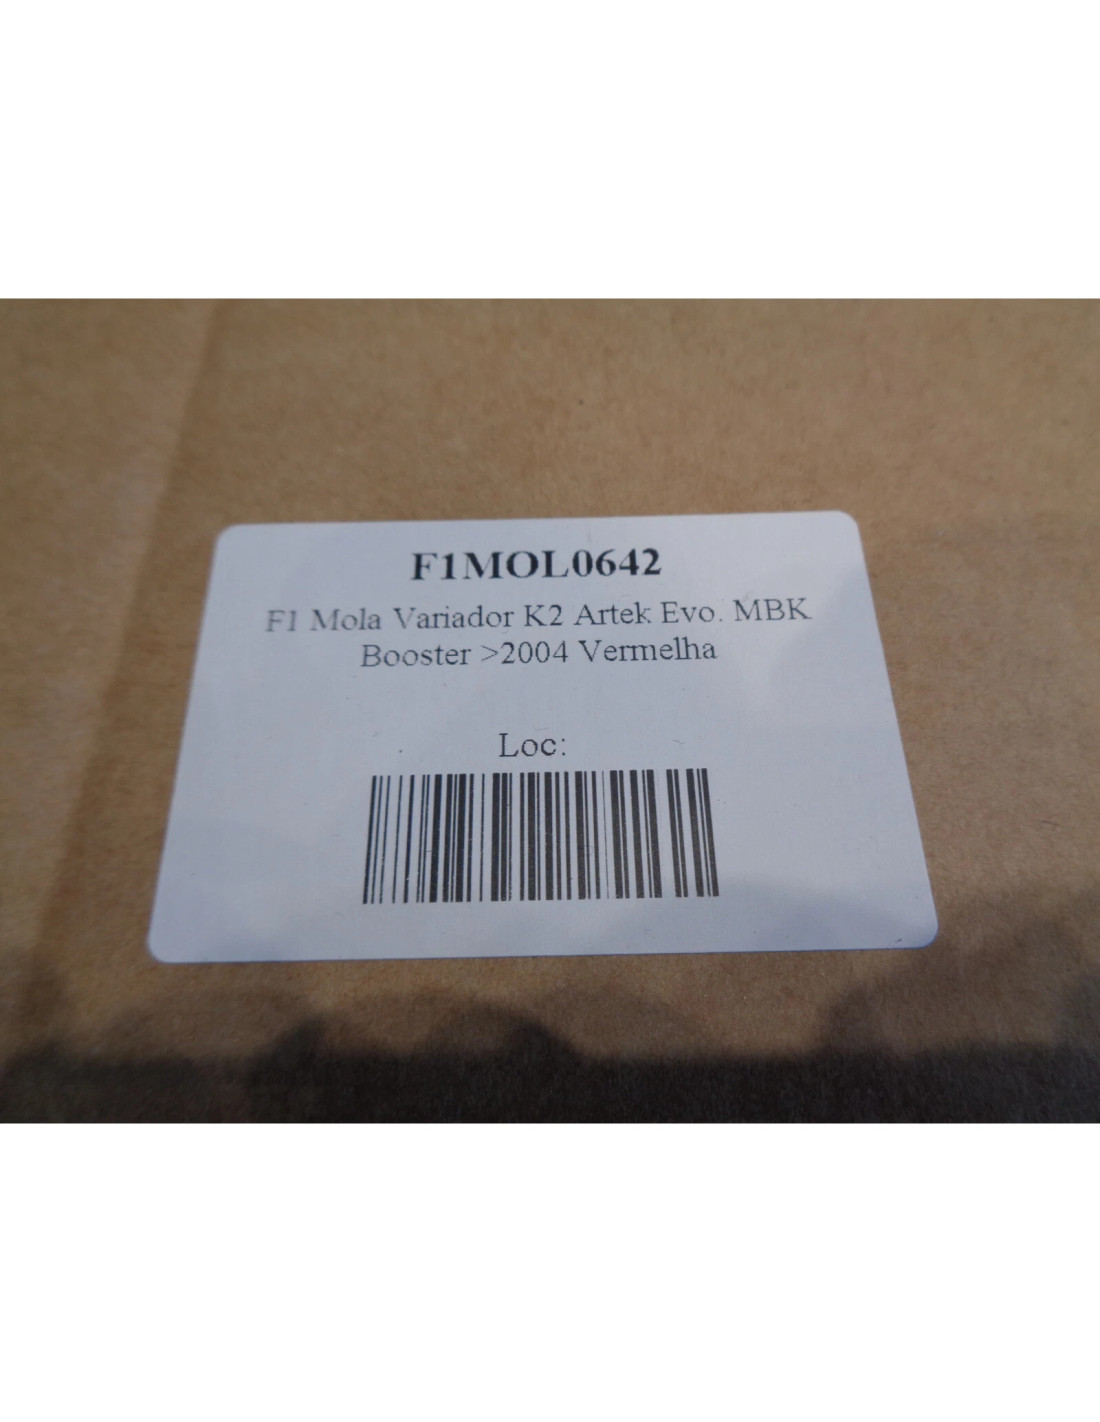 F1MOL0642
F1 Mola Variador K2 Artek Evo. MBK
Booster >2004 Vermelha
Loc: